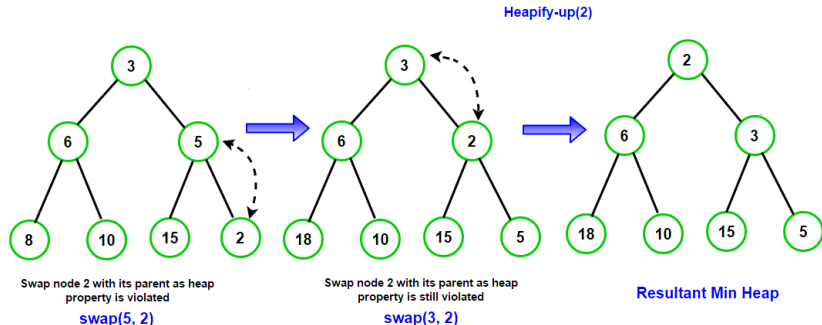 Heapify-up(2)
3
6
5
8
10
15
2
Swap node 2 with its parent as heap
property is violated
swap(5, 2)
3
6
2
18
10
15
5
Swap node 2 with its parent as heap
property is still violated
swap(3, 2)
2
6
3
18
10
15
5
Resultant Min Heap